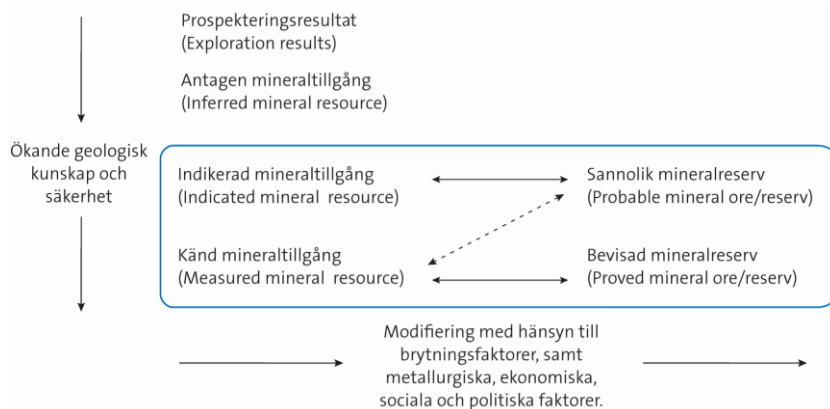 Prospekteringsresultat
(Exploration results)
Antagen mineraltillgång
(Inferred mineral resource)
Ökande geologisk
kunskap och
säkerhet
Indikerad mineraltillgång
(Indicated mineral resource)
Sannolik mineralreserv
(Probable mineral ore/reserv)
Känd mineraltillgång
(Measured mineral resource)
Bevisad mineralreserv
(Proved mineral ore/reserv)
Modifiering med hänsyn till
brytningsfaktorer, samt
metallurgiska, ekonomiska,
sociala och politiska faktorer.